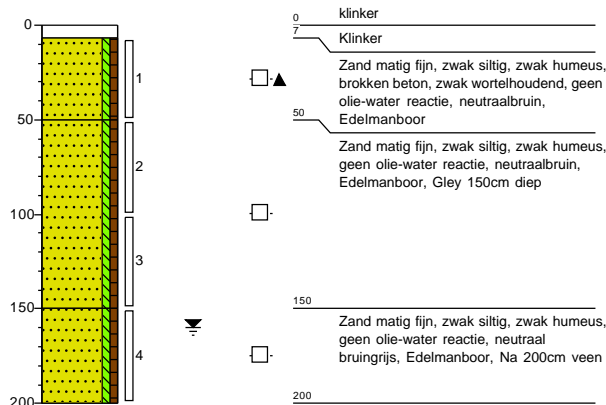 0
50
100
150
200
1
2
3
4
0
klinker
7
Klinker
Zand matig fijn, zwak siltig, zwak humeus,
brokken beton, zwak wortelhoudend, geen
olie-water reactie, neutraalbruin,
Edelmanboor
50
Zand matig fijn, zwak siltig, zwak humeus,
geen olie-water reactie, neutraalbruin,
Edelmanboor, Gley 150cm diep
150
Zand matig fijn, zwak siltig, zwak humeus,
geen olie-water reactie, neutraal
bruingrijs, Edelmanboor, Na 200cm veen
200